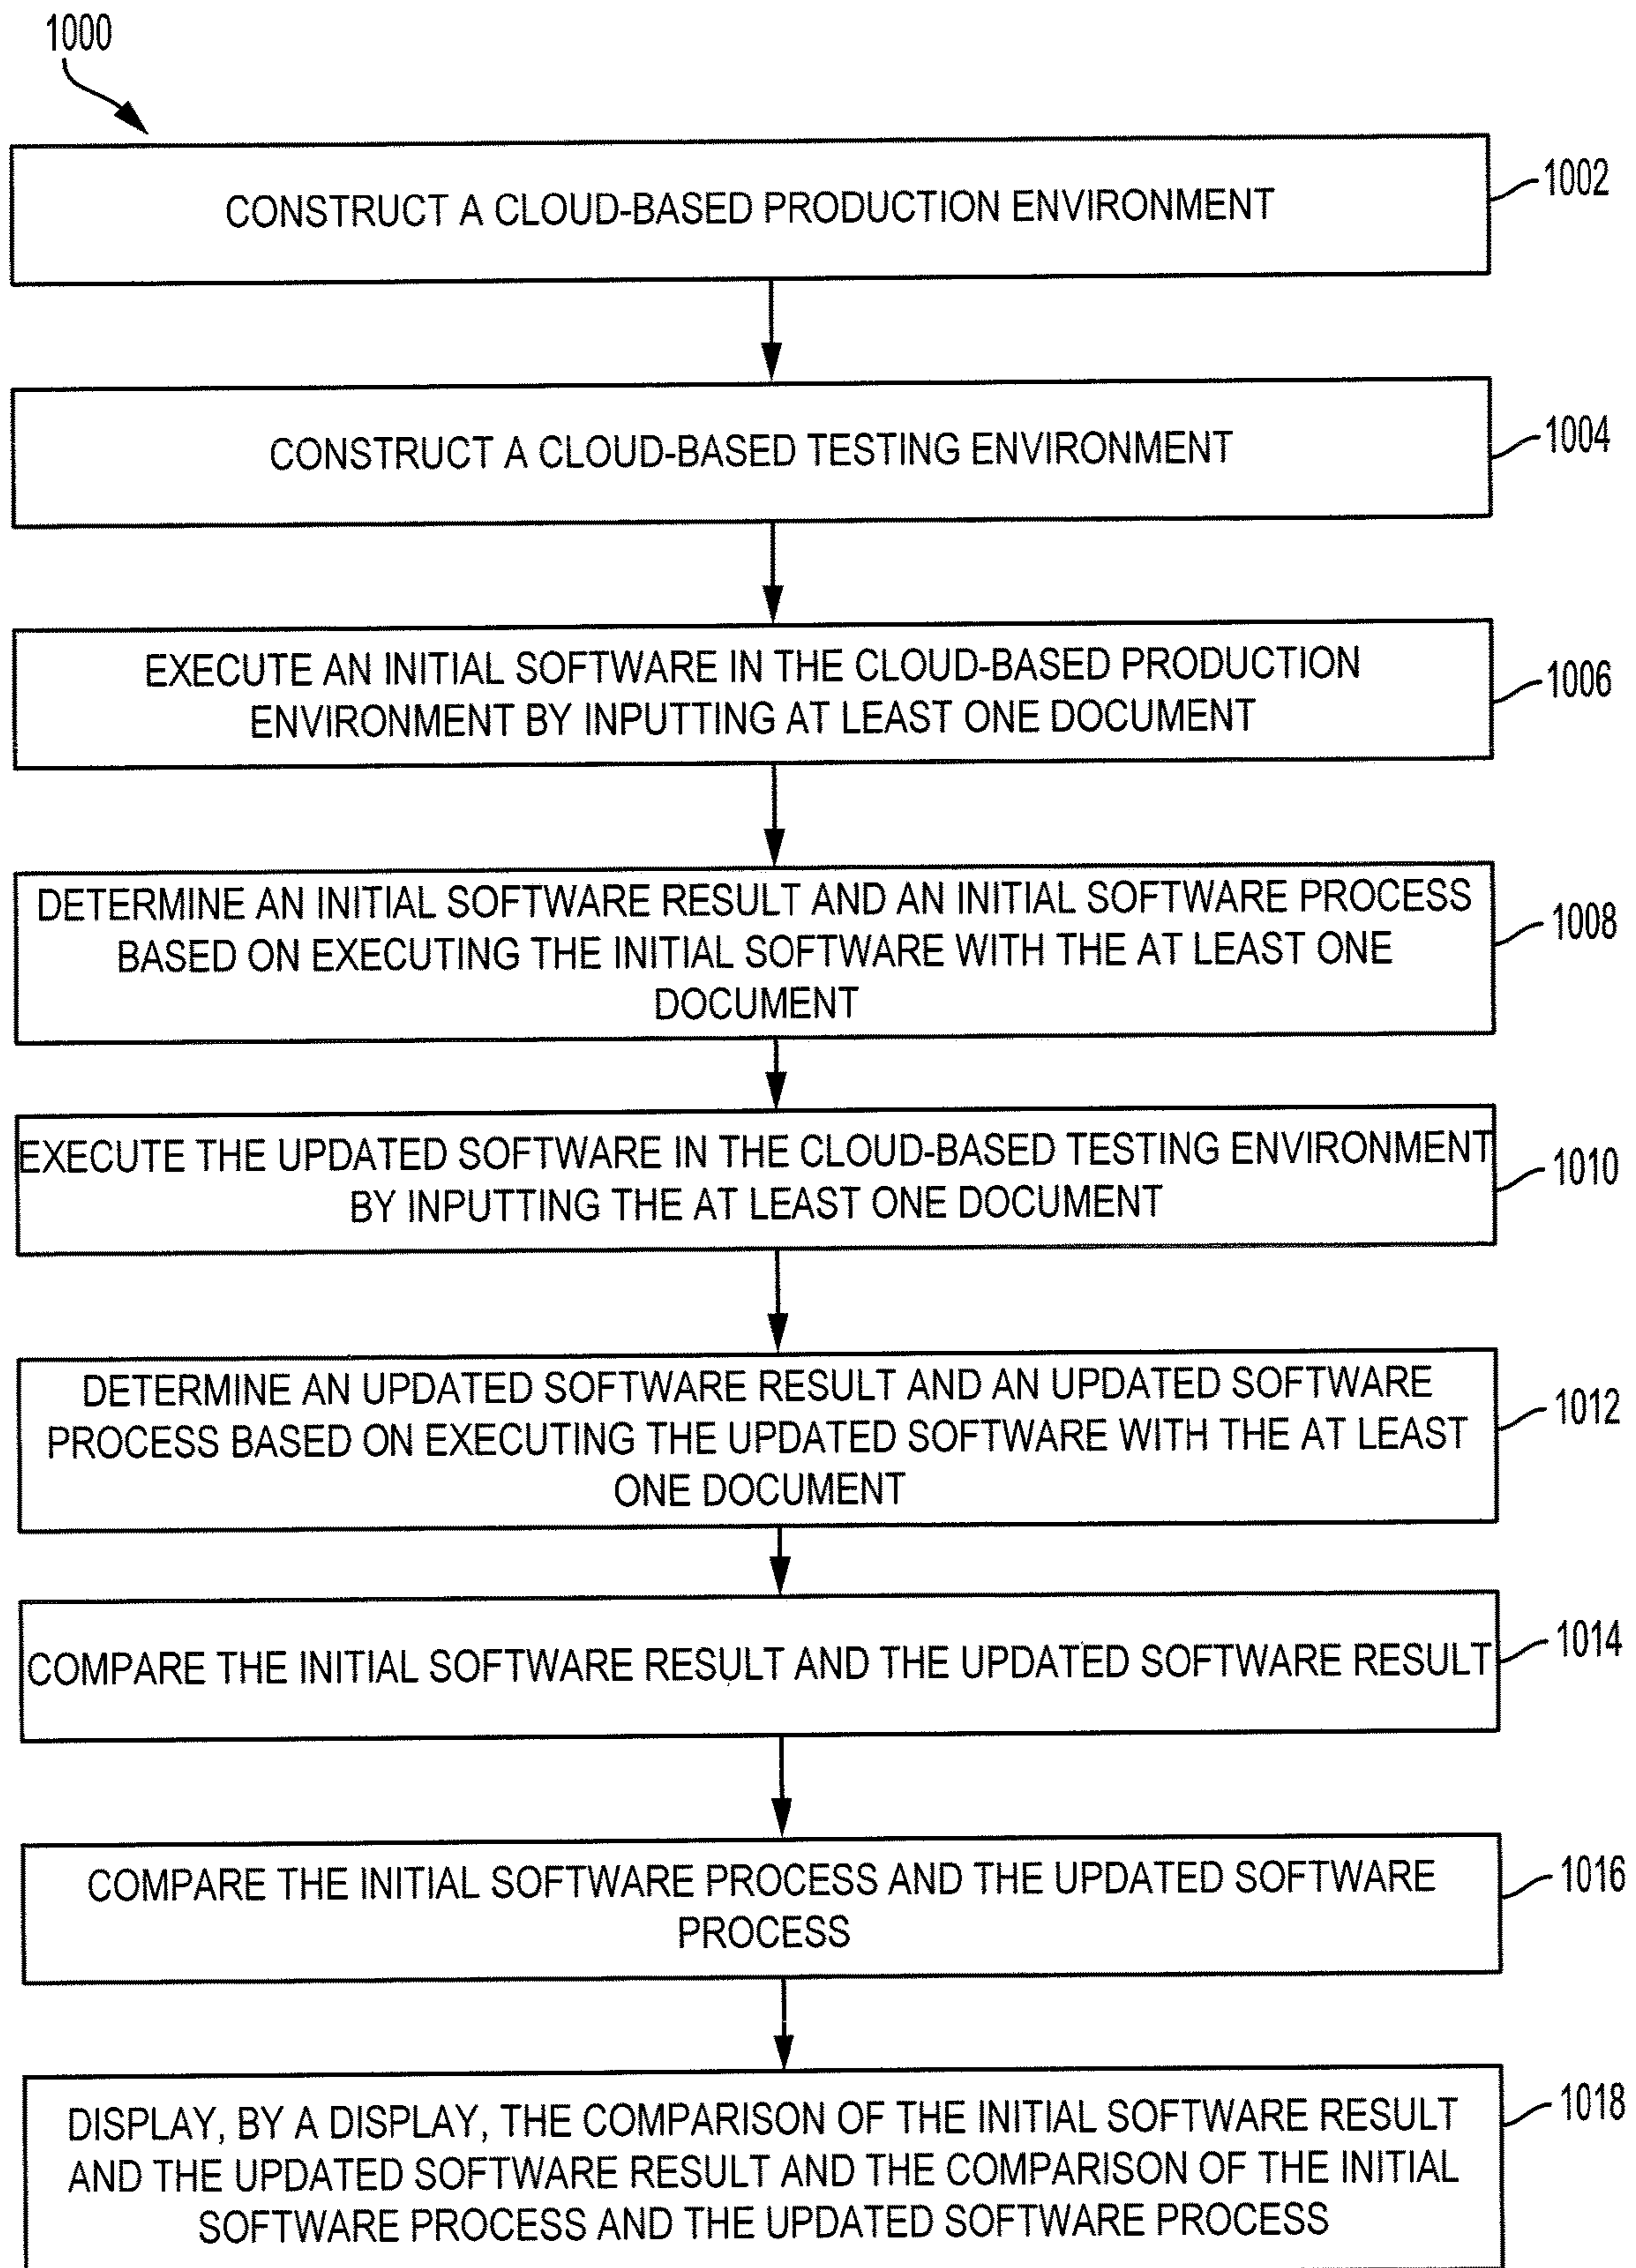 1000
CONSTRUCT A CLOUD-BASED PRODUCTION ENVIRONMENT
1002
CONSTRUCT A CLOUD-BASED TESTING ENVIRONMENT
1004
EXECUTE AN INITIAL SOFTWARE IN THE CLOUD-BASED PRODUCTION
ENVIRONMENT BY INPUTTING AT LEAST ONE DOCUMENT
1006
DETERMINE AN INITIAL SOFTWARE RESULT AND AN INITIAL SOFTWARE PROCESS
BASED ON EXECUTING THE INITIAL SOFTWARE WITH THE AT LEAST ONE
DOCUMENT
1008
EXECUTE THE UPDATED SOFTWARE IN THE CLOUD-BASED TESTING ENVIRONMENT
BY INPUTTING THE AT LEAST ONE DOCUMENT
1010
DETERMINE AN UPDATED SOFTWARE RESULT AND AN UPDATED SOFTWARE
PROCESS BASED ON EXECUTING THE UPDATED SOFTWARE WITH THE AT LEAST
ONE DOCUMENT
1012
COMPARE THE INITIAL SOFTWARE RESULT AND THE UPDATED SOFTWARE RESULT
1014
COMPARE THE INITIAL SOFTWARE PROCESS AND THE UPDATED SOFTWARE
PROCESS
1016
DISPLAY, BY A DISPLAY, THE COMPARISON OF THE INITIAL SOFTWARE RESULT
AND THE UPDATED SOFTWARE RESULT AND THE COMPARISON OF THE INITIAL
SOFTWARE PROCESS AND THE UPDATED SOFTWARE PROCESS
1018